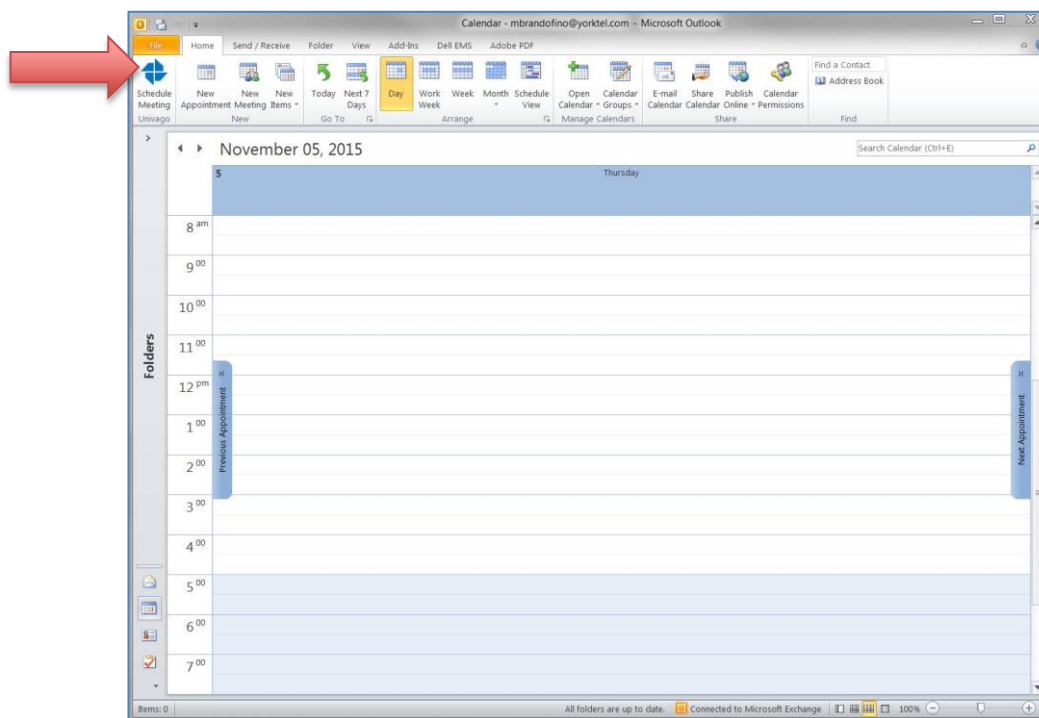 Calendar - mbrandofino@yorktel.com - Microsoft Outlook
File Home Send / Receive Folder View Add-Ins Dell EMS Adobe PDF
Schedule Meeting
New Appointment
New Meeting
New Items
Today
Next 7 Days
Day
Work Week
Week
Month
Schedule View
Open Calendar
Calendar Groups
E-mail Calendar
Share Calendar
Publish Online
Calendar Permissions
Find a Contact
Address Book
Univago New Go To Arrange Manage Calendars Share Find
November 05, 2015
Search Calendar (Ctrl+E)
5 Thursday
8 am
9 00
10 00
11 00
12 pm
1 00
2 00
3 00
4 00
5 00
6 00
7 00
Folders
Previous Appointment
Next Appointment
Items: 0
All folders are up to date. Connected to Microsoft Exchange 100%